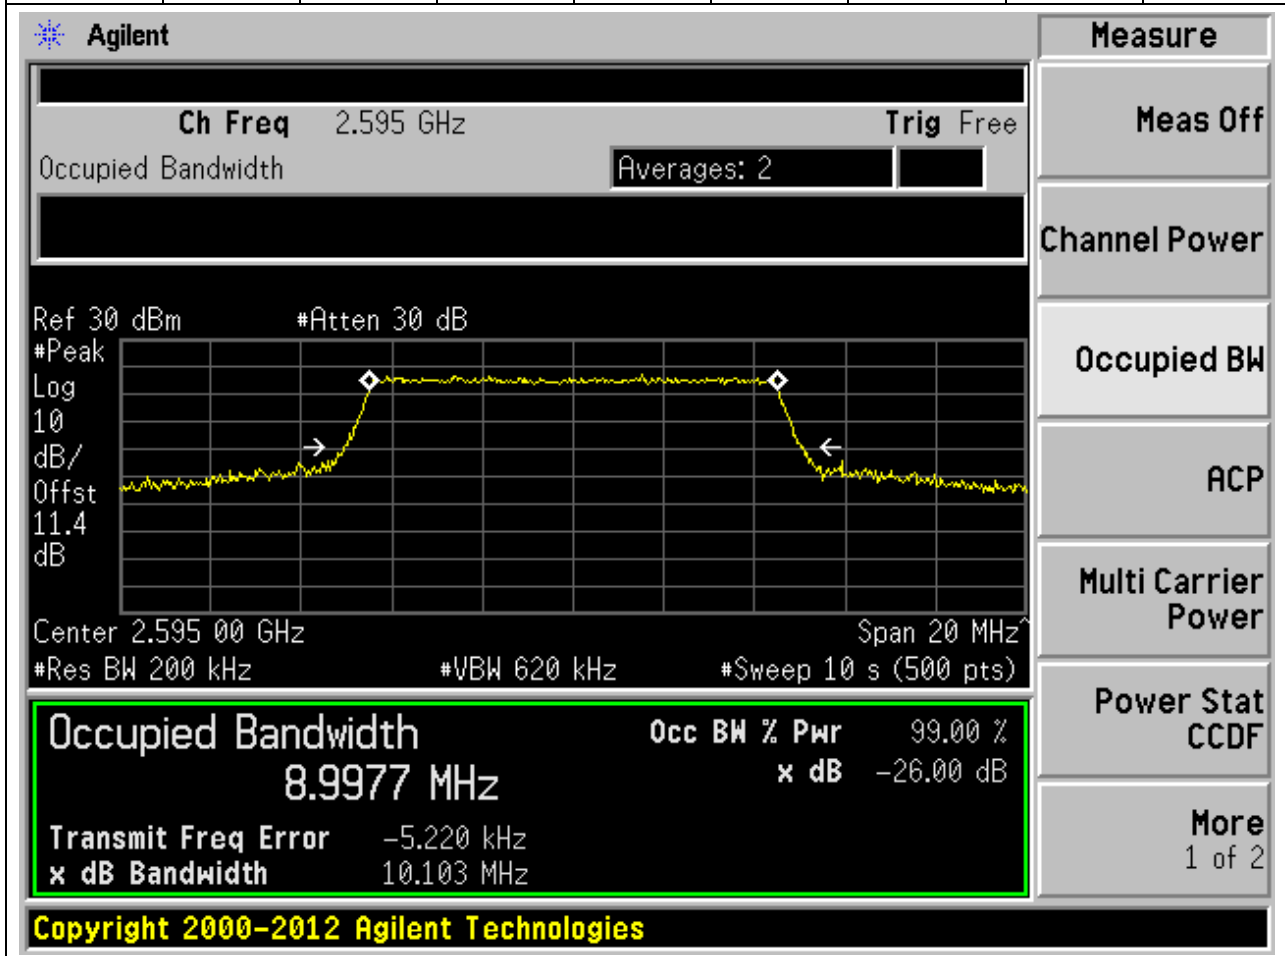 Agilent
Measure
Ch Freq 2.595 GHz Trig Free
Occupied Bandwidth Averages: 2
Meas Off
Channel Power
Occupied BW
ACP
Multi Carrier
Power
Power Stat
CCDF
More
1 of 2
Ref 30 dBm #Atten 30 dB
#Peak
Log
10
dB/
Offst
11.4
dB
Center 2.595 00 GHz Span 20 MHz^
#Res BW 200 kHz #VBW 620 kHz #Sweep 10 s (500 pts)
Occupied Bandwidth Occ BW % Pwr 99.00 %
8.9977 MHz x dB -26.00 dB
Transmit Freq Error -5.220 kHz
x dB Bandwidth 10.103 MHz
Copyright 2000-2012 Agilent Technologies